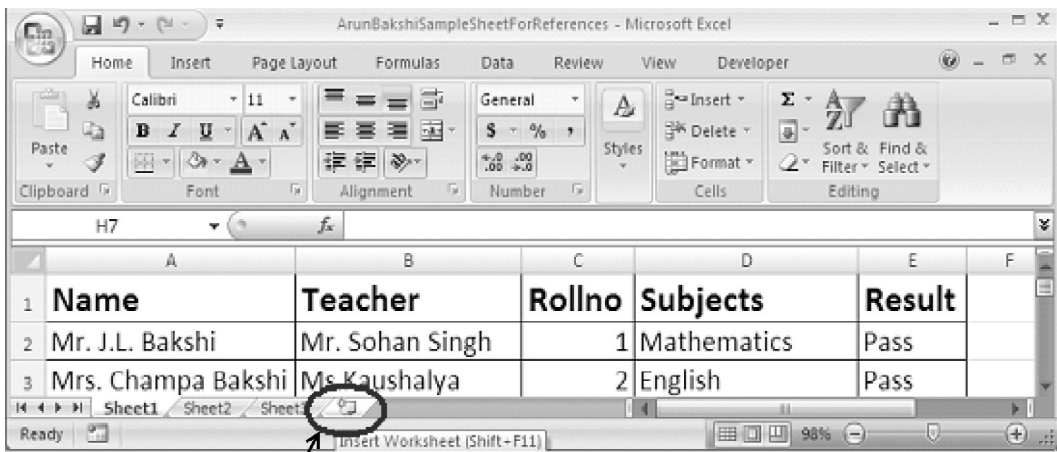 ArunBakshiSampleSheetForReferences - Microsoft Excel
Home Insert Page Layout Formulas Data Review View Developer
Paste
Clipboard
Calibri 11
B I U A A
A
Font
Alignment
General
$ % ,
.00 .0
Number
A
Styles
Insert
Delete
Format
Cells
Σ
Sort & Filter
Find & Select
Editing
H7 fx
A B C D E F
1 Name Teacher Rollno Subjects Result
2 Mr. J.L. Bakshi Mr. Sohan Singh 1 Mathematics Pass
3 Mrs. Champa Bakshi Ms Kaushalya 2 English Pass
Sheet1 Sheet2
Ready Insert Worksheet (Shift+F11) 98%